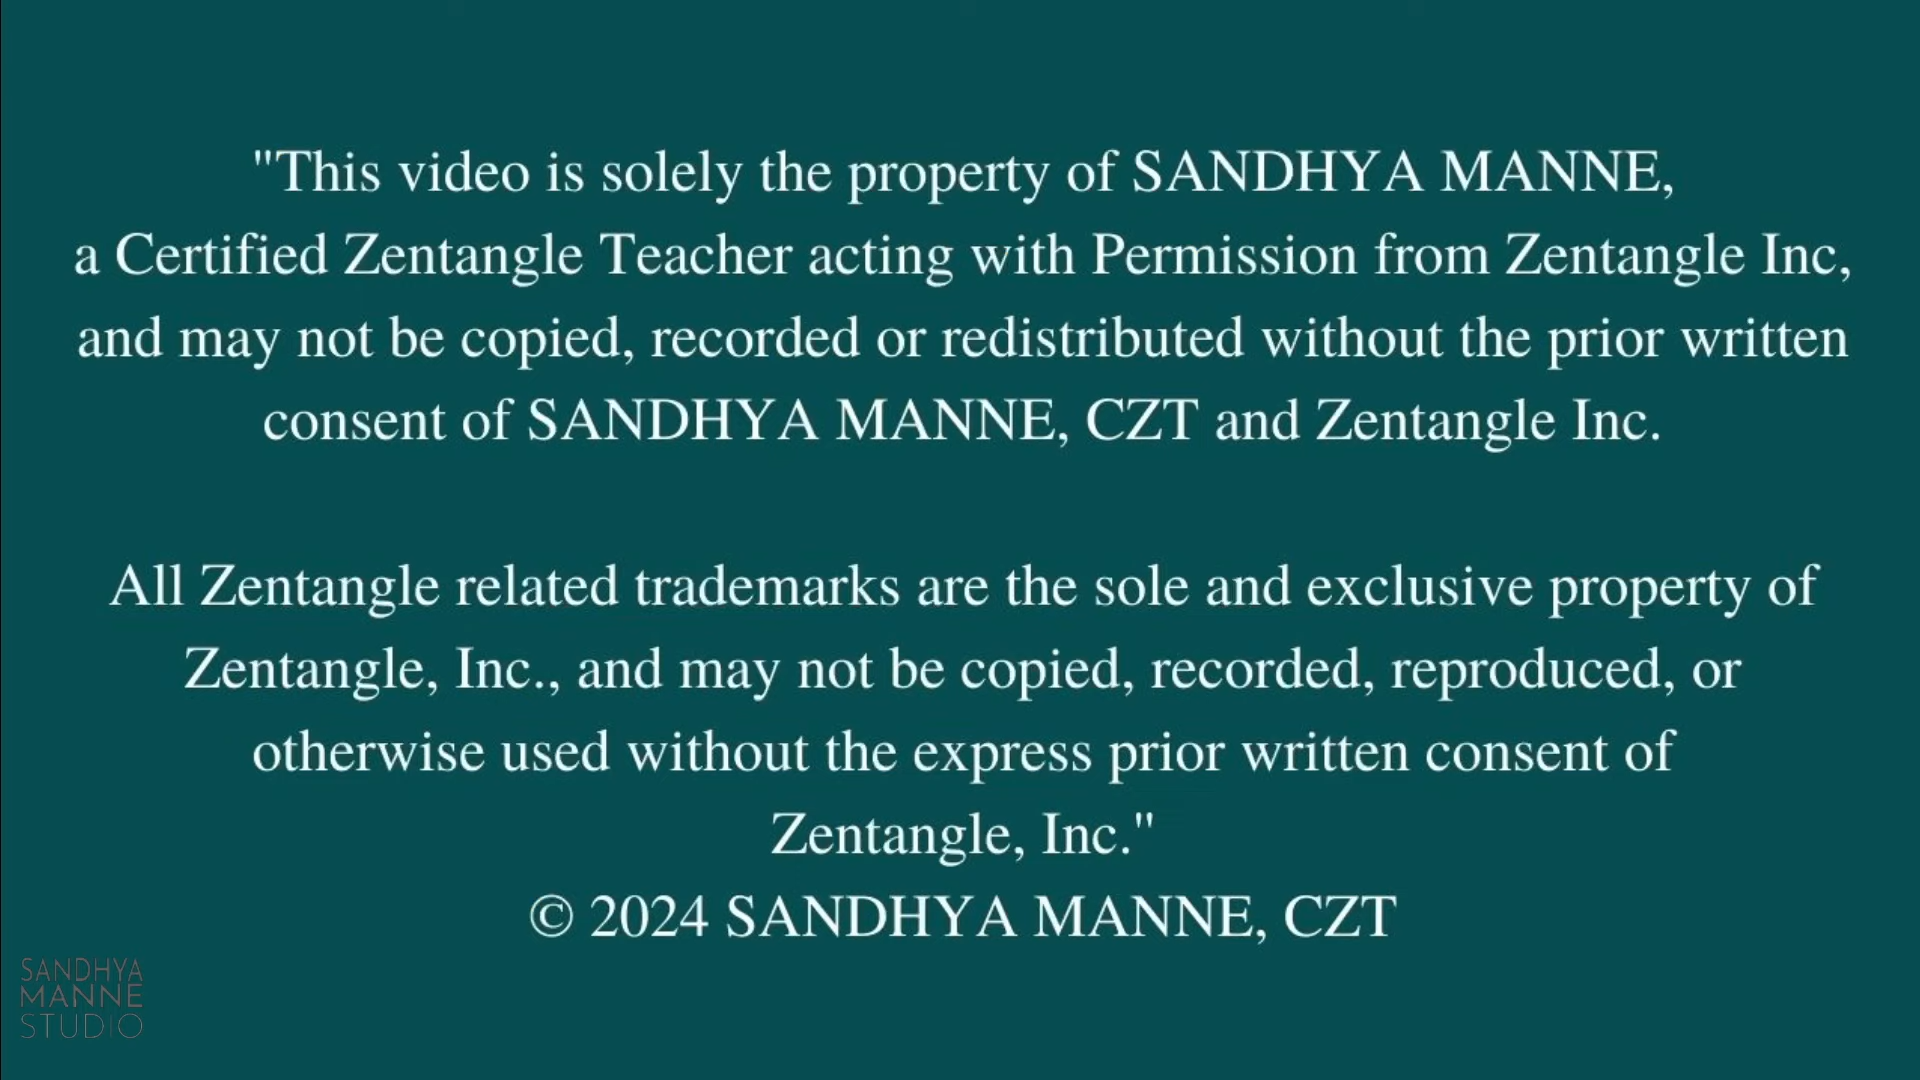 "This video is solely the property of SANDHYA MANNE,
a Certified Zentangle Teacher acting with Permission from Zentangle Inc,
and may not be copied, recorded or redistributed without the prior written
consent of SANDHYA MANNE, CZT and Zentangle Inc.
All Zentangle related trademarks are the sole and exclusive property of
Zentangle, Inc., and may not be copied, recorded, reproduced, or
otherwise used without the express prior written consent of
Zentangle, Inc."
© 2024 SANDHYA MANNE, CZT
SANDHYA
MANNE
STUDIO